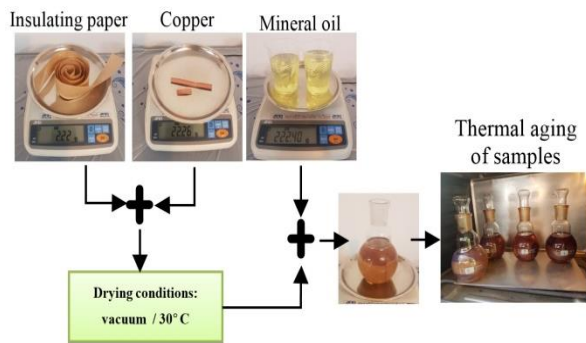 Insulating paper
Copper
Mineral oil
Thermal aging
of samples
Drying conditions:
vacuum / 30° C